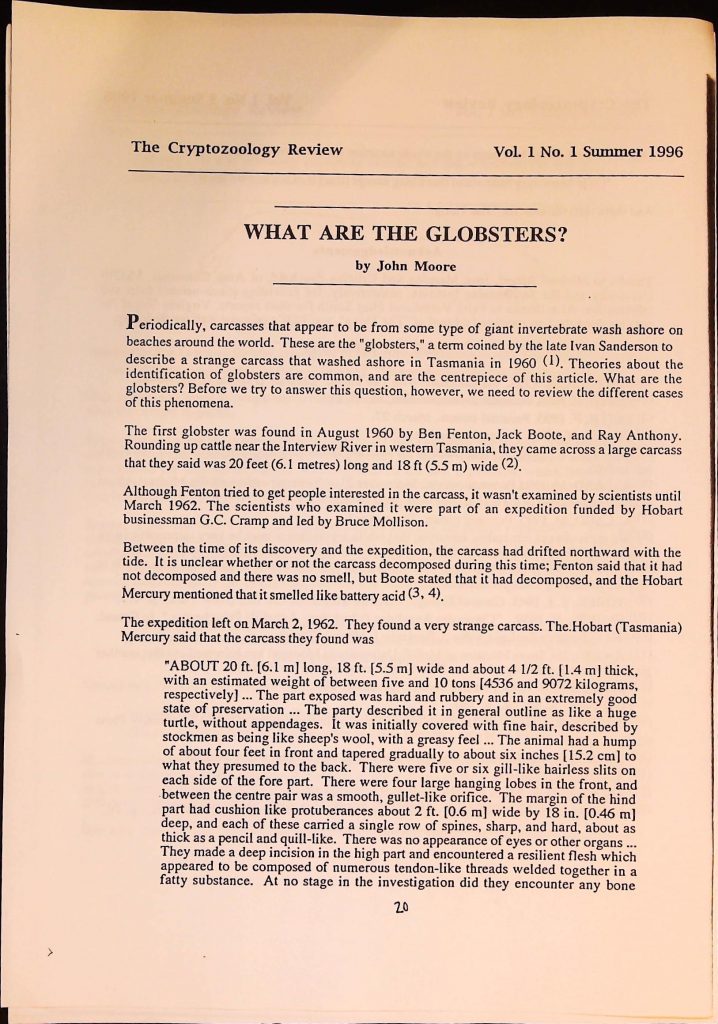 The Cryptozoology Review Vol. 1 No. 1 Summer 1996
WHAT ARE THE GLOBSTERS?
by John Moore
Periodically, carcasses that appear to be from some type of giant invertebrate wash ashore on
beaches around the world. These are the "globsters," a term coined by the late Ivan Sanderson to
describe a strange carcass that washed ashore in Tasmania in 1960 (1). Theories about the
identification of globsters are common, and are the centrepiece of this article. What are the
globsters? Before we try to answer this question, however, we need to review the different cases
of this phenomena.
The first globster was found in August 1960 by Ben Fenton, Jack Boote, and Ray Anthony.
Rounding up cattle near the Interview River in western Tasmania, they came across a large carcass
that they said was 20 feet (6.1 metres) long and 18 ft (5.5 m) wide (2).
Although Fenton tried to get people interested in the carcass, it wasn't examined by scientists until
March 1962. The scientists who examined it were part of an expedition funded by Hobart
businessman G.C. Cramp and led by Bruce Mollison.
Between the time of its discovery and the expedition, the carcass had drifted northward with the
tide. It is unclear whether or not the carcass decomposed during this time; Fenton said that it had
not decomposed and there was no smell, but Boote stated that it had decomposed, and the Hobart
Mercury mentioned that it smelled like battery acid (3, 4).
The expedition left on March 2, 1962. They found a very strange carcass. The.Hobart (Tasmania)
Mercury said that the carcass they found was
"ABOUT 20 ft. [6.1 m] long, 18 ft. [5.5 m] wide and about 4 1/2 ft. [1.4 m] thick,
with an estimated weight of between five and 10 tons [4536 and 9072 kilograms,
respectively] ... The part exposed was hard and rubbery and in an extremely good
state of preservation ... The party described it in general outline as like a huge
turtle, without appendages. It was initially covered with fine hair, described by
stockmen as being like sheep's wool, with a greasy feel ... The animal had a hump
of about four feet in front and tapered gradually to about six inches [15.2 cm] to
what they presumed to the back. There were five or six gill-like hairless slits on
each side of the fore part. There were four large hanging lobes in the front, and
between the centre pair was a smooth, gullet-like orifice. The margin of the hind
part had cushion like protuberances about 2 ft. [0.6 m] wide by 18 in. [0.46 m]
deep, and each of these carried a single row of spines, sharp, and hard, about as
thick as a pencil and quill-like. There was no appearance of eyes or other organs ...
They made a deep incision in the high part and encountered a resilient flesh which
appeared to be composed of numerous tendon-like threads welded together in a
fatty substance. At no stage in the investigation did they encounter any bone
20